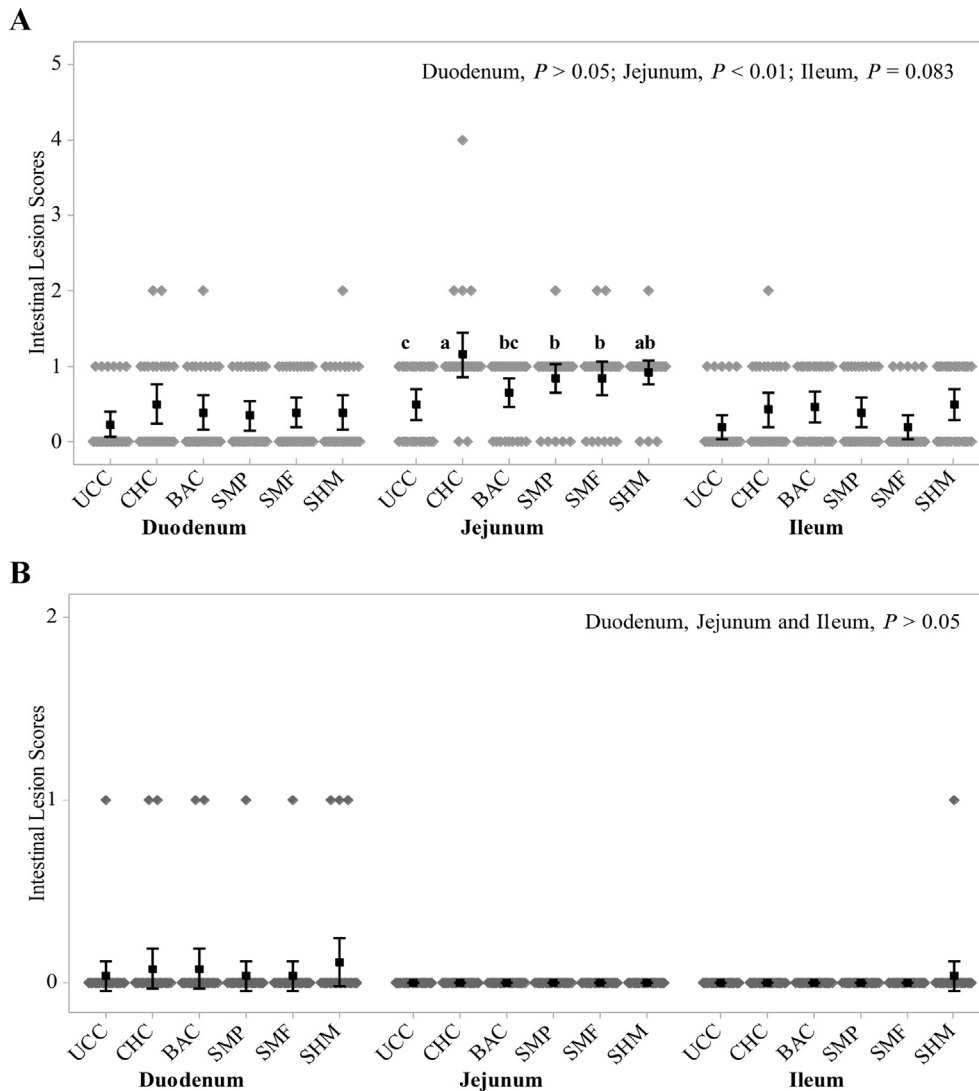 A
Duodenum, P > 0.05; Jejunum, P < 0.01; Ileum, P = 0.083
Intestinal Lesion Scores
5
4
3
2
1
0
c a bc b b ab
UCC CHC BAC SMP SMF SHM UCC CHC BAC SMP SMF SHM UCC CHC BAC SMP SMF SHM
Duodenum Jejunum Ileum
B
Duodenum, Jejunum and Ileum, P > 0.05
Intestinal Lesion Scores
2
1
0
UCC CHC BAC SMP SMF SHM UCC CHC BAC SMP SMF SHM UCC CHC BAC SMP SMF SHM
Duodenum Jejunum Ileum